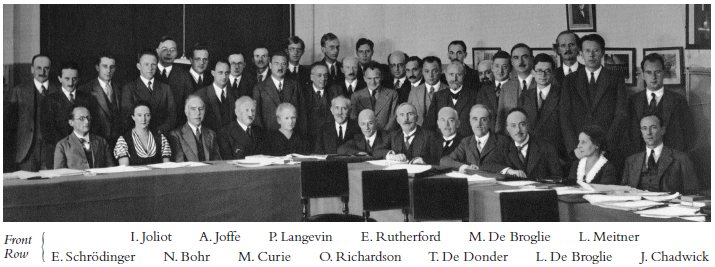 Front
Row
I. Joliot A. Joffe P. Langevin E. Rutherford M. De Broglie L. Meitner
E. Schrödinger N. Bohr M. Curie O. Richardson T. De Donder L. De Broglie J. Chadwick